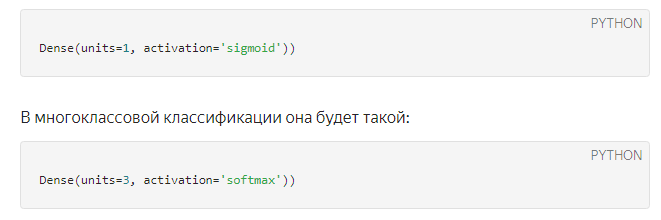 PYTHON
Dense(units=1, activation='sigmoid'))
В многоклассовой классификации она будет такой:
PYTHON
Dense(units=3, activation='softmax'))